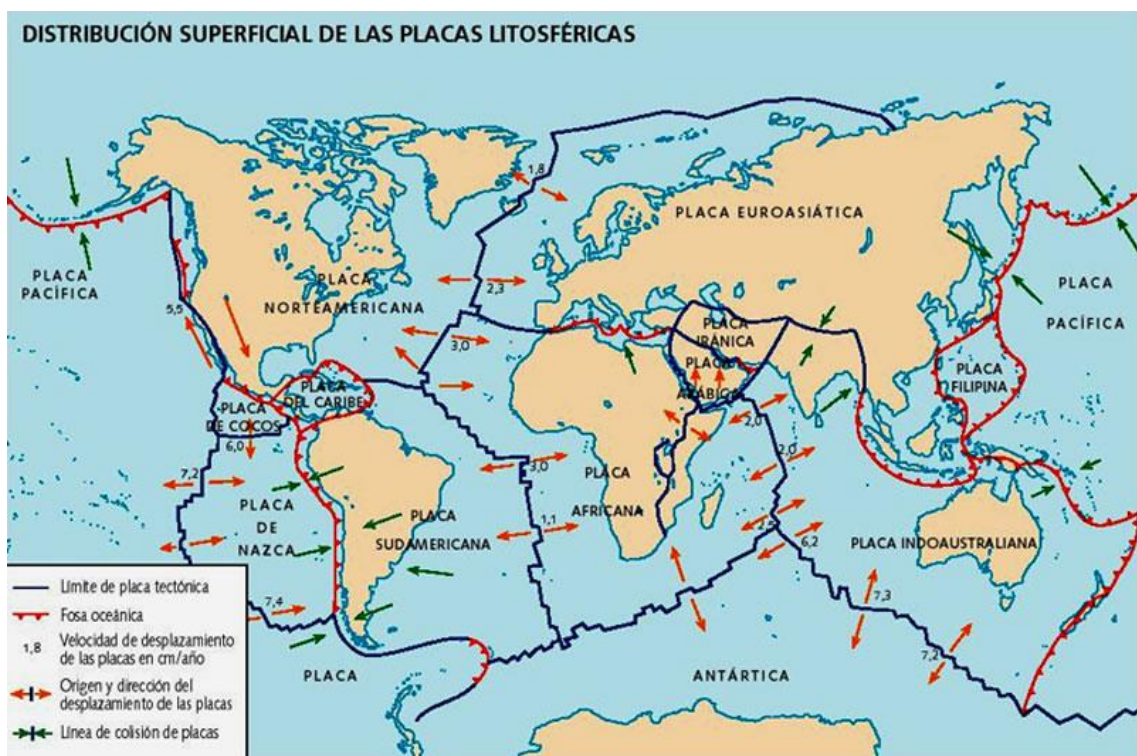 DISTRIBUCIÓN SUPERFICIAL DE LAS PLACAS LITOSFÉRICAS
1,8
PLACA EUROASIÁTICA
PLACA
PACÍFICA
PLACA
NORTEAMERICANA
2,3
PLACA
PACÍFICA
5,5
3,0
PLACA
IRÁNICA
PLACA
ARÁBIGA
PLACA
FILIPINA
PLACA
DEL CARIBE
PLACA
DE COCOS
6,0
2,0
7,2
3,0
2,0
PLACA
AFRICANA
PLACA
DE
NAZCA
PLACA
SUDAMERICANA
1,1
2,5
6,2
PLACA INDOAUSTRALIANA
7,4
7,3
7,2
PLACA
ANTÁRTICA
Límite de placa tectónica
Fosa oceánica
1,8
Velocidad de desplazamiento
de las placas en cm/año
Origen y dirección del
desplazamiento de las placas
Línea de colisión de placas